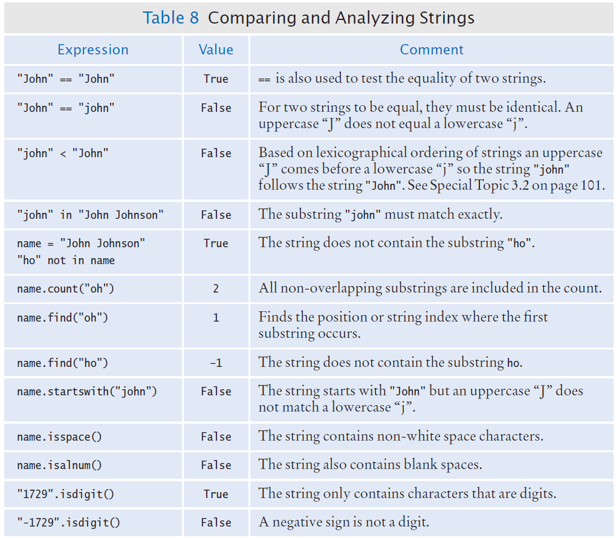 Table 8 Comparing and Analyzing Strings
Expression Value Comment
"John" == "John" True == is also used to test the equality of two strings.
"John" == "john" False For two strings to be equal, they must be identical. An
uppercase “J” does not equal a lowercase “j”.
"john" < "John" False Based on lexicographical ordering of strings an uppercase
“J” comes before a lowercase “j” so the string "john"
follows the string "John". See Special Topic 3.2 on page 101.
"john" in "John Johnson" False The substring "john" must match exactly.
name = "John Johnson" True The string does not contain the substring "ho".
"ho" not in name
name.count("oh") 2 All non-overlapping substrings are included in the count.
name.find("oh") 1 Finds the position or string index where the first
substring occurs.
name.find("ho") –1 The string does not contain the substring ho.
name.startswith("john") False The string starts with "John" but an uppercase “J” does
not match a lowercase “j”.
name.isspace() False The string contains non-white space characters.
name.isalnum() False The string also contains blank spaces.
"1729".isdigit() True The string only contains characters that are digits.
"-1729".isdigit() False A negative sign is not a digit.